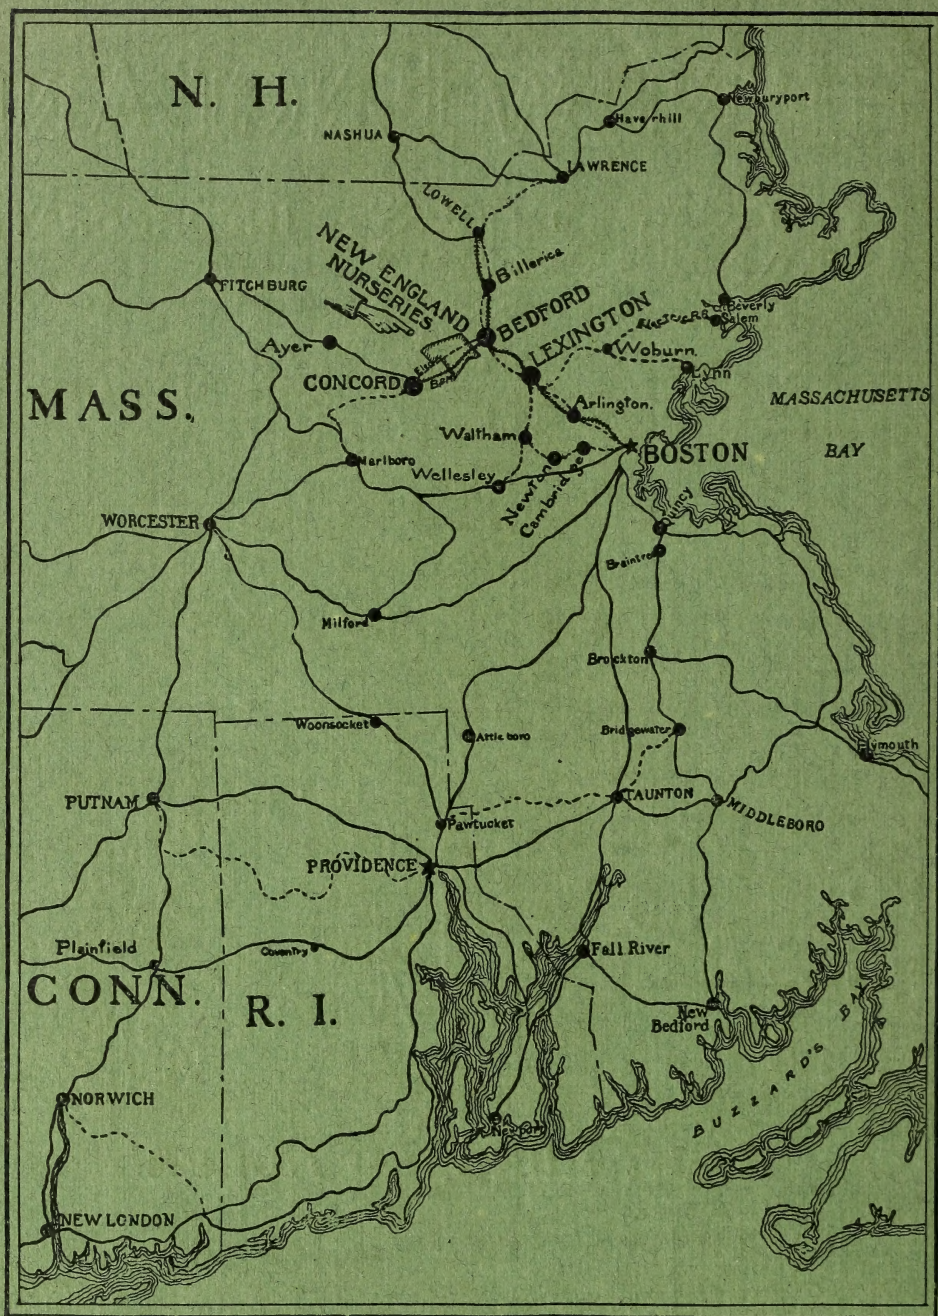 N. H.
Newburyport
Haverhill
NASHUA
LAWRENCE
LOWELL
NEW ENGLAND
NURSERIES
Billerica
FITCHBURG
BEDFORD
Beverly
Salem
LEXINGTON
Ayer
Woburn.
CONCORD
Lynn
MASS.
MASSACHUSETTS
BAY
Arlington.
Waltham
BOSTON
Marlboro
Wellesley
Newton
Cambridge
Quincy
WORCESTER
Braintree
Milford
Brockton
Woonsocket
Attleboro
Bridgewater
Plymouth
PUTNAM
TAUNTON
MIDDLEBORO
Pawtucket
PROVIDENCE
Plainfield
Coventry
Fall River
CONN.
R. I.
New
Bedford
BUZZARD'S BAY
NORWICH
Newport
NEW LONDON